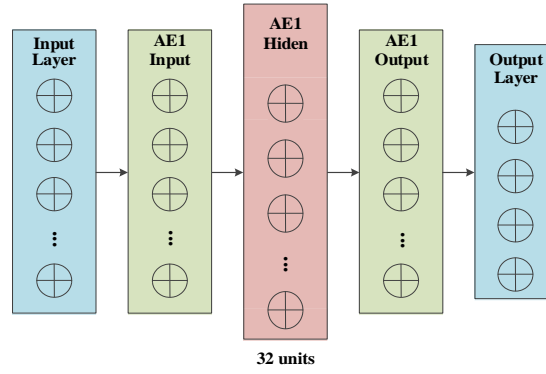 Input
Layer
AE1
Input
AE1
Hiden
AE1
Output
Output
Layer
32 units